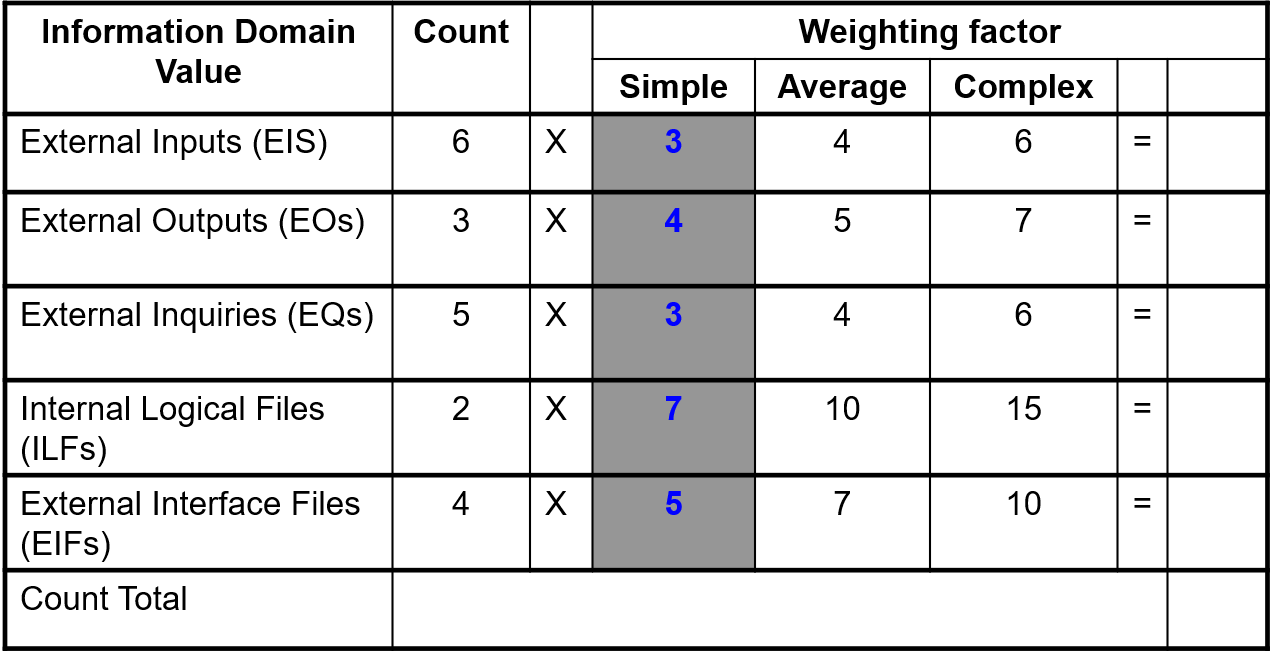 Information Domain Value Count Weighting factor
Simple Average Complex
External Inputs (EIS) 6 X 3 4 6 =
External Outputs (EOs) 3 X 4 5 7 =
External Inquiries (EQs) 5 X 3 4 6 =
Internal Logical Files (ILFs) 2 X 7 10 15 =
External Interface Files (EIFs) 4 X 5 7 10 =
Count Total